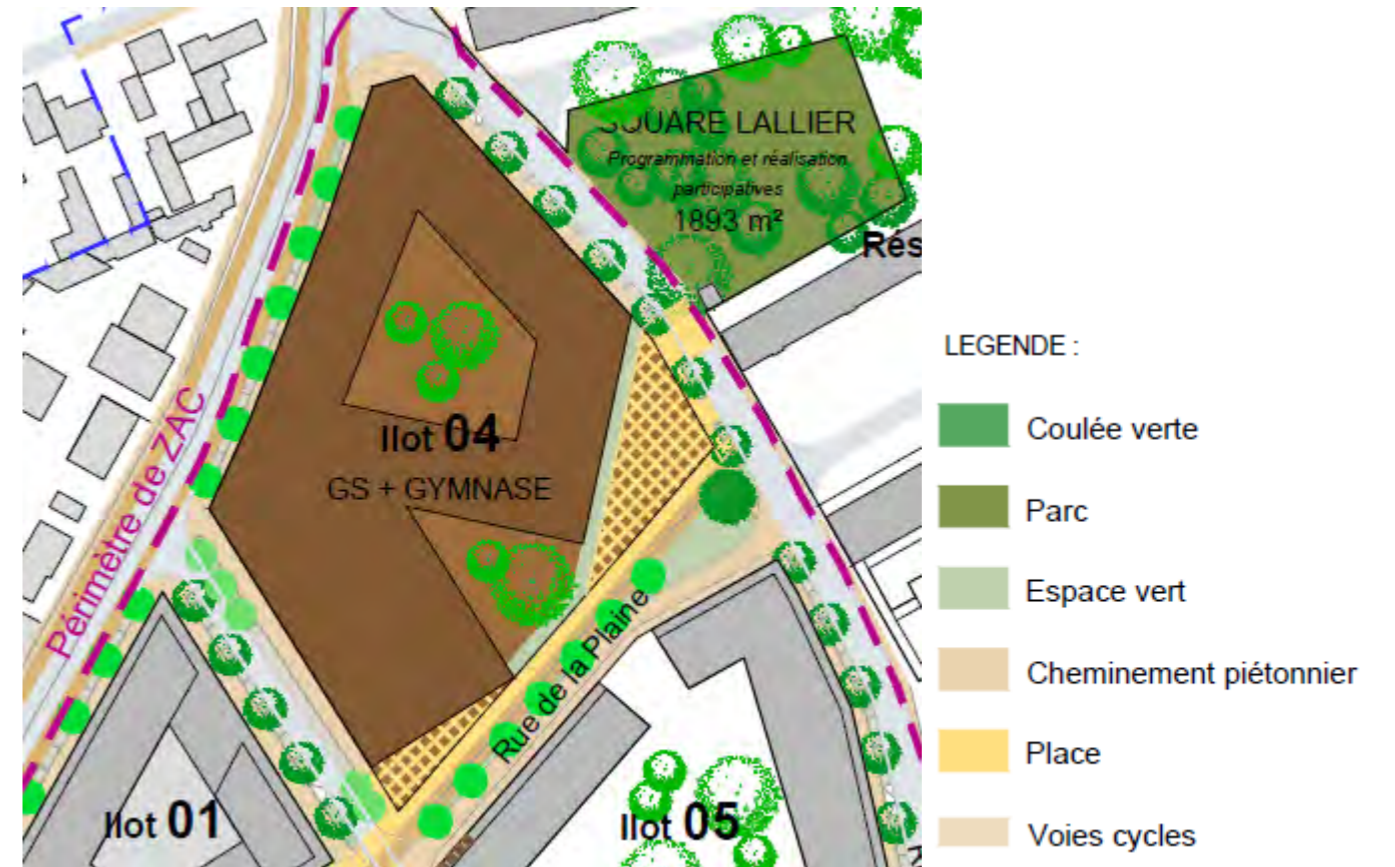 SQUARE LALLIER
Programmation et réalisation
participatives
1893 m²
Rés
Ilot 04
GS + GYMNASE
Périmètre de ZAC
Rue de la Plaine
Ilot 01
Ilot 05
LEGENDE :
Coulée verte
Parc
Espace vert
Cheminement piétonnier
Place
Voies cycles